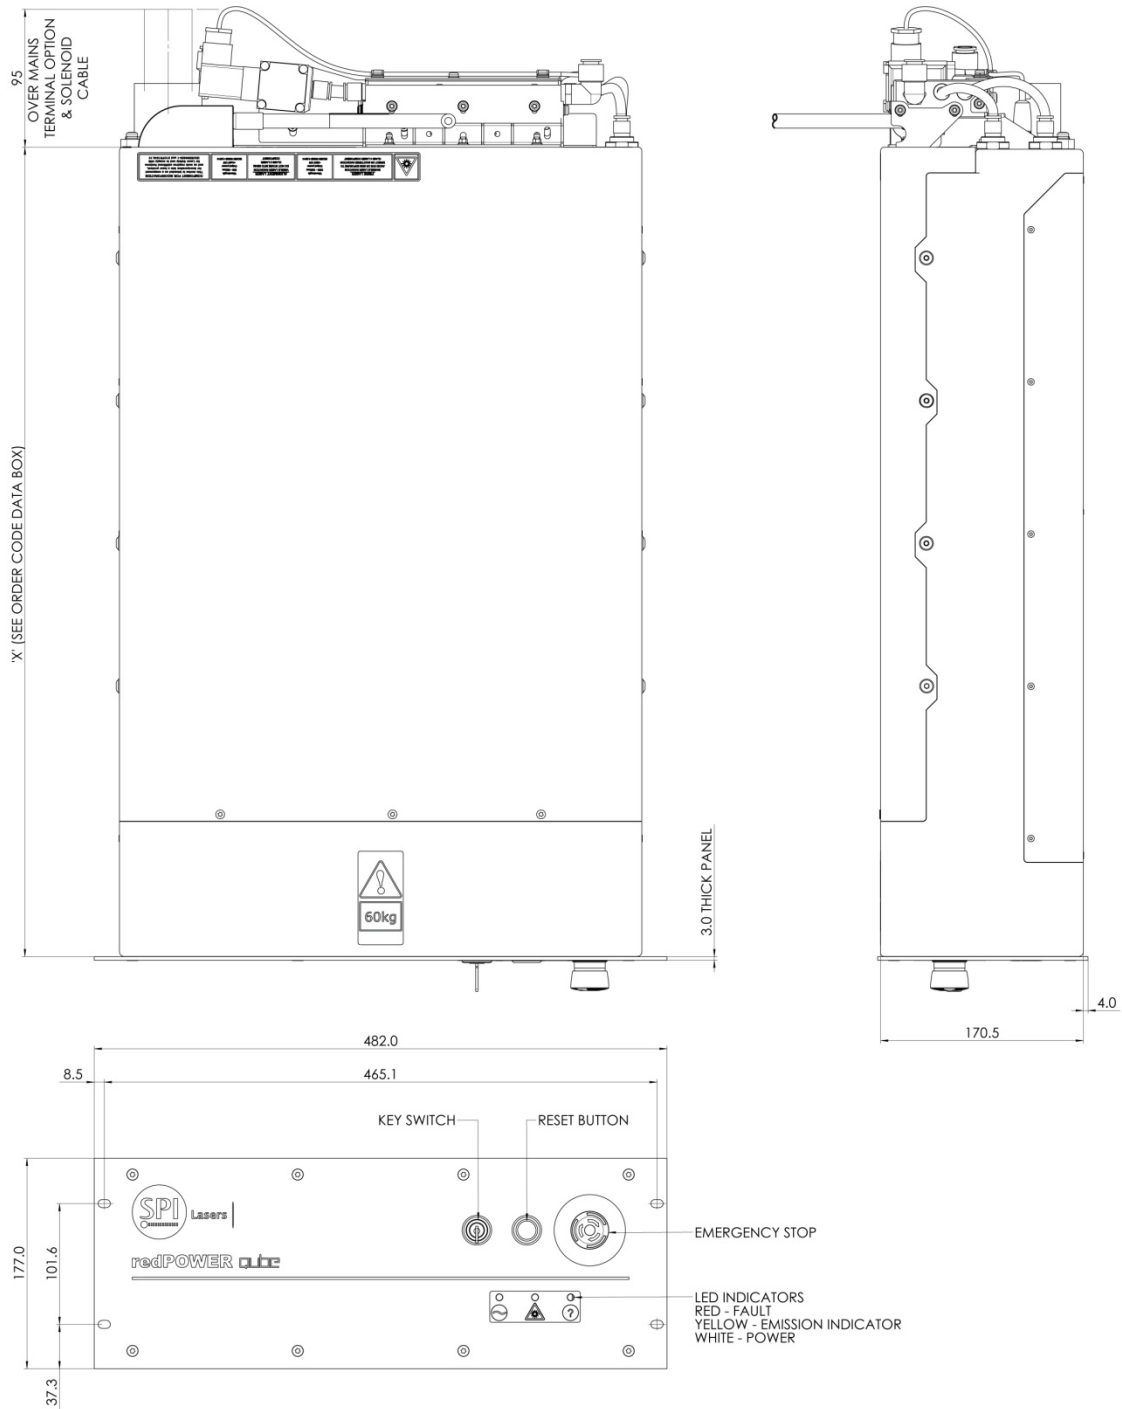 95
OVER MAINS
TERMINAL OPTION
& SOLENOID
CABLE
'X' (SEE ORDER CODE DATA BOX)
60kg
3.0 THICK PANEL
4.0
170.5
482.0
8.5
465.1
KEY SWITCH
RESET BUTTON
177.0
101.6
37.3
SPI
Lasers
redPOWER qube
?
EMERGENCY STOP
LED INDICATORS
RED - FAULT
YELLOW - EMISSION INDICATOR
WHITE - POWER